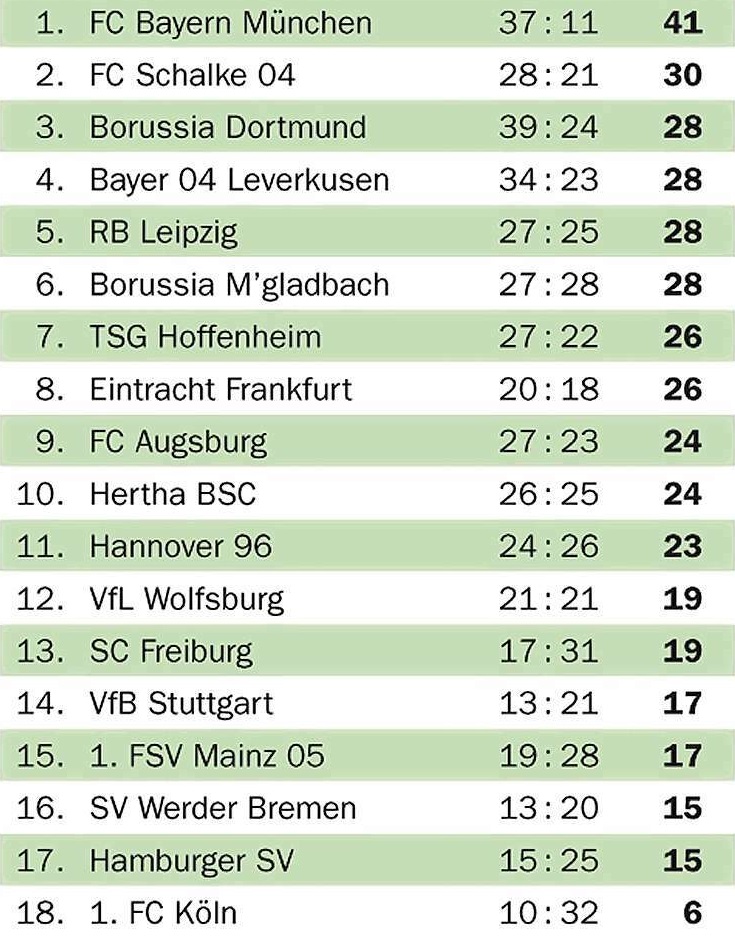 1. FC Bayern München 37:11 41
2. FC Schalke 04 28:21 30
3. Borussia Dortmund 39:24 28
4. Bayer 04 Leverkusen 34:23 28
5. RB Leipzig 27:25 28
6. Borussia M'gladbach 27:28 28
7. TSG Hoffenheim 27:22 26
8. Eintracht Frankfurt 20:18 26
9. FC Augsburg 27:23 24
10. Hertha BSC 26:25 24
11. Hannover 96 24:26 23
12. VfL Wolfsburg 21:21 19
13. SC Freiburg 17:31 19
14. VfB Stuttgart 13:21 17
15. 1. FSV Mainz 05 19:28 17
16. SV Werder Bremen 13:20 15
17. Hamburger SV 15:25 15
18. 1. FC Köln 10:32 6